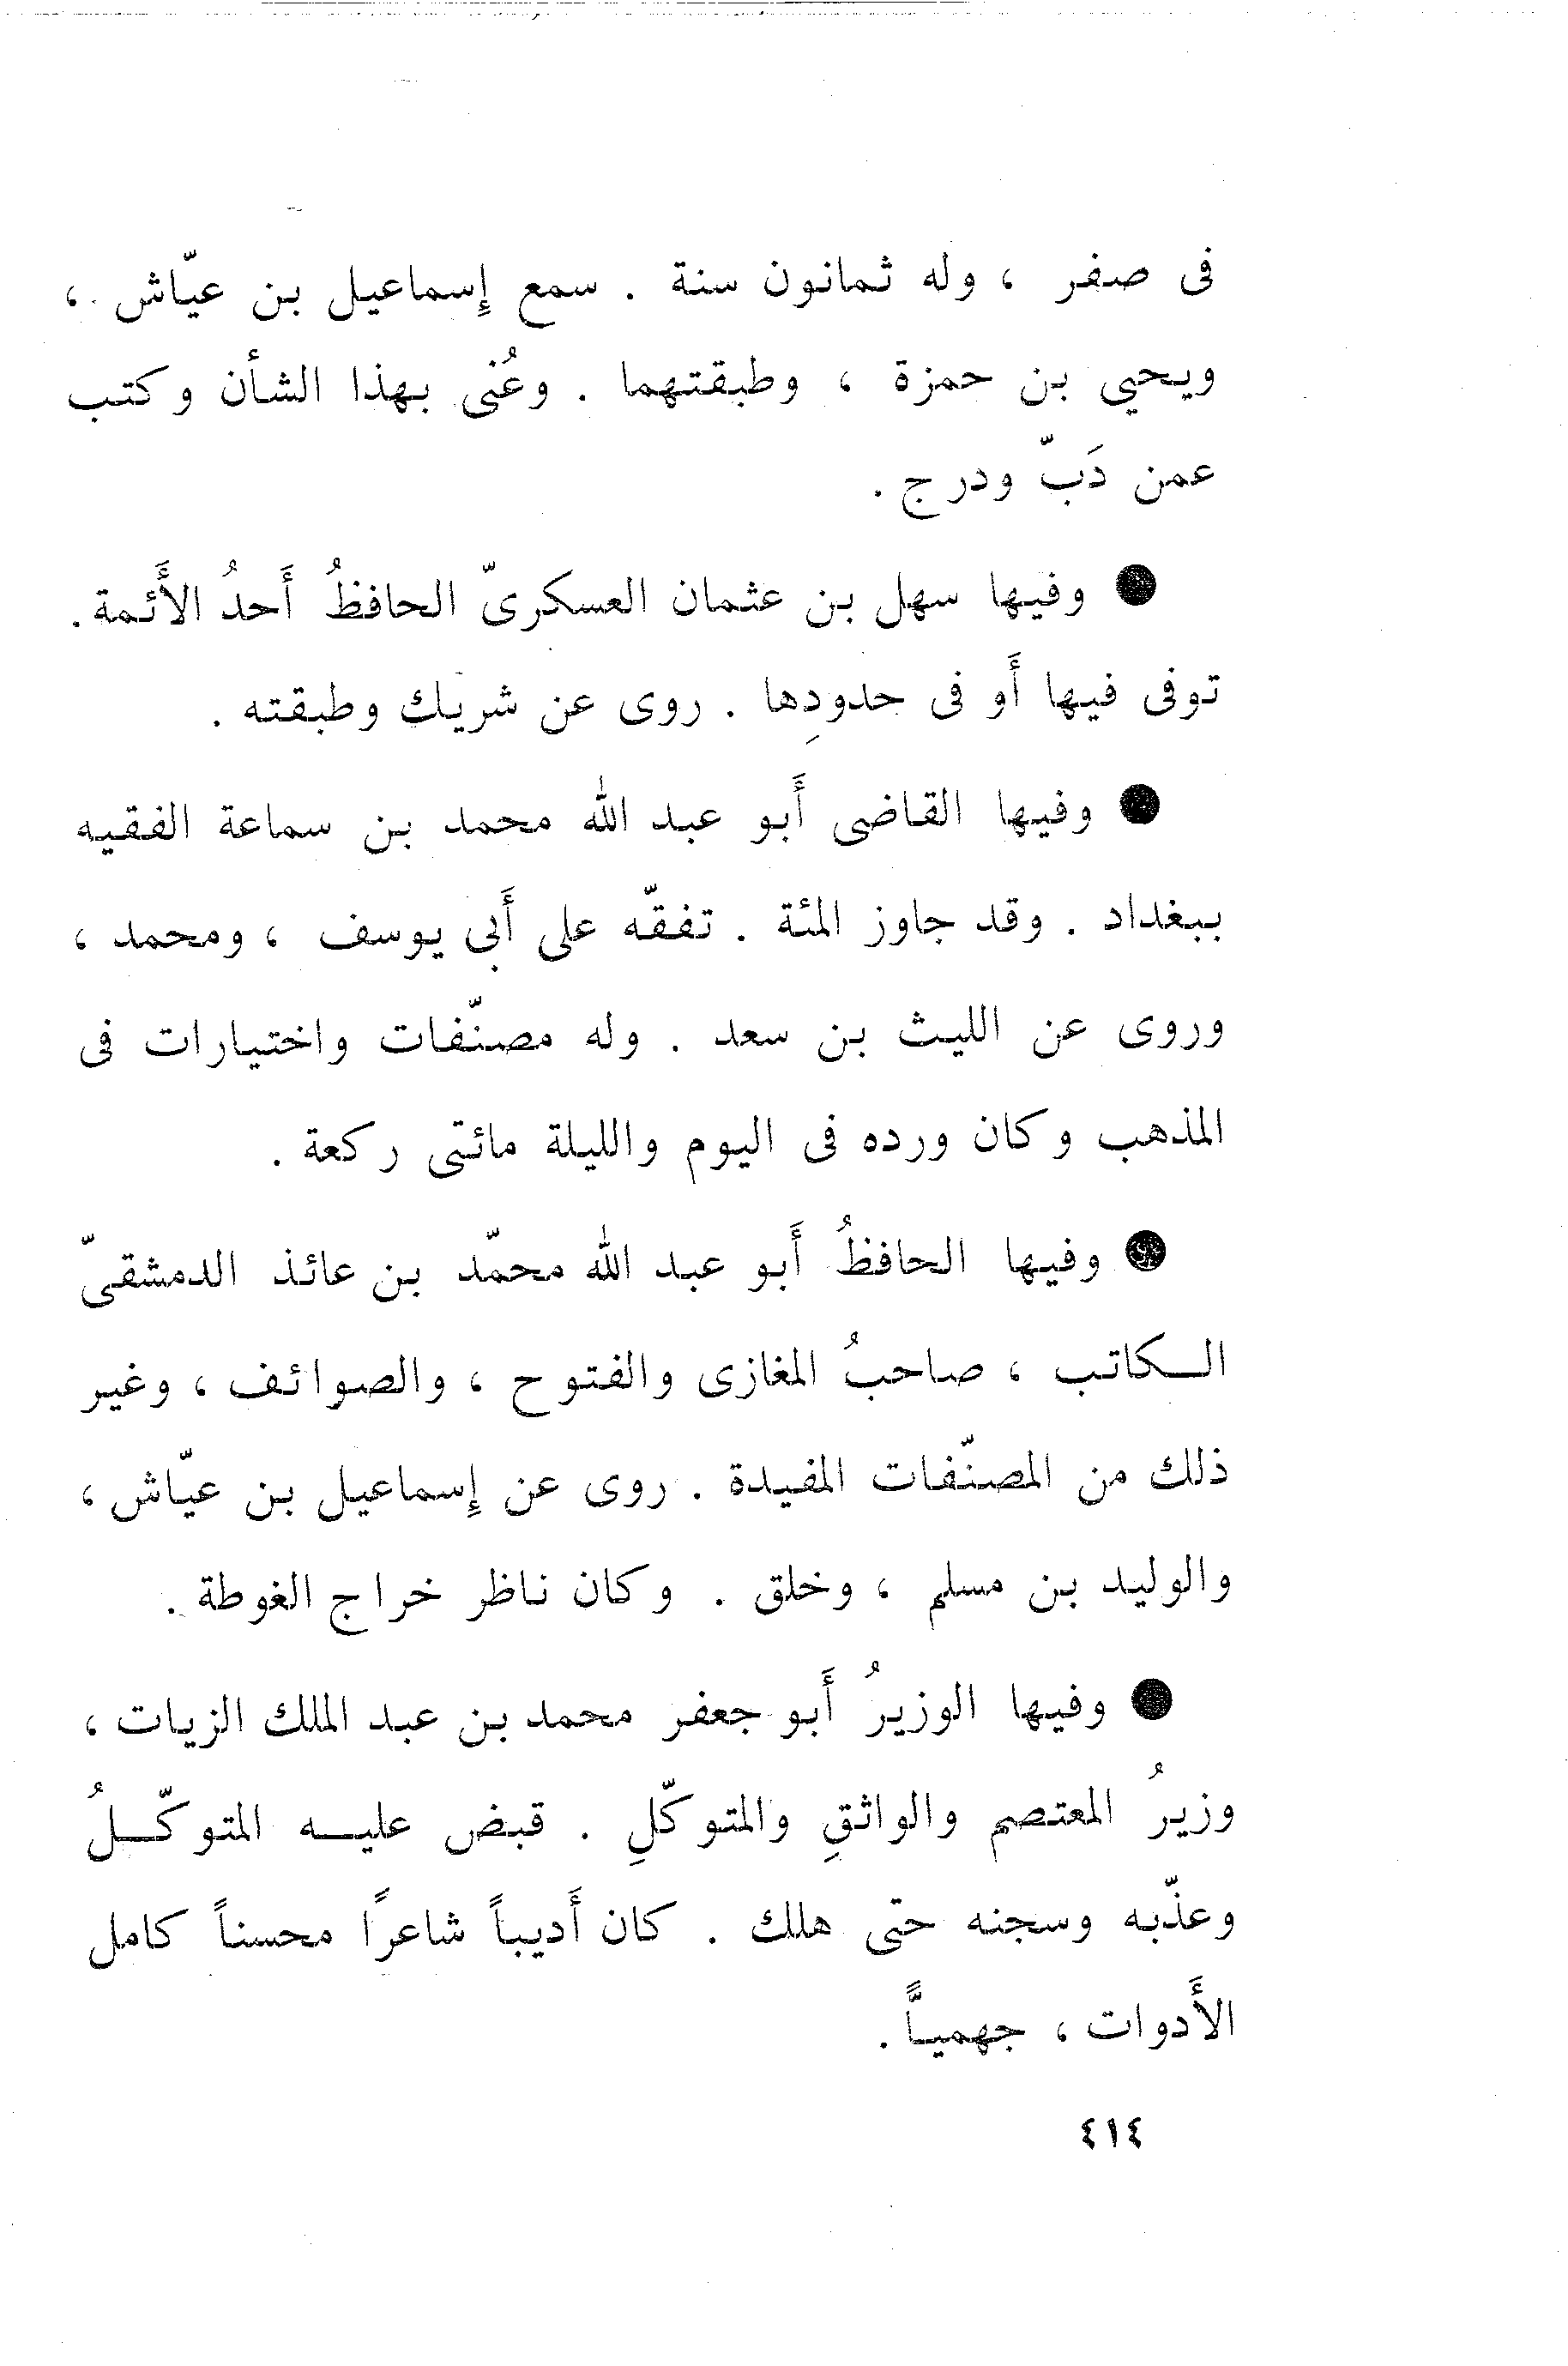 فى صفر ، وله ثمانون سنة . سمع إسماعيل بن عيّاش ،
ويحيى بن حمزة ، وطبقتهما . وعُنى بهذا الشأن وكتب
عمن دَبّ ودرج .
● وفيها سهل بن عثمان العسكرىّ الحافظُ أَحدُ الأَئمة .
توفى فيها أَو فى حدودِها . روى عن شريك وطبقته .
● وفيها القاضى أَبو عبد الله محمد بن سماعة الفقيه
ببغداد . وقد جاوز المئة . تفقّه على أَبى يوسف ، ومحمد ،
وروى عن الليث بن سعد . وله مصنّفات واختيارات فى
المذهب وكان ورده فى اليوم والليلة مائتى ركعة .
● وفيها الحافظُ أَبو عبد الله محمّد بن عائذ الدمشقىّ
الـكاتب ، صاحبُ المغازى والفتوح ، والصوائف ، وغير
ذلك من المصنّفات المفيدة . روى عن إسماعيل بن عيّاش ،
والوليد بن مسلم ، وخلق . وكان ناظر خراج الغوطة .
● وفيها الوزيرُ أَبو جعفر محمد بن عبد الملك الزيات ،
وزيرُ المعتصم والواثقِ والمتوكّلِ . قبض عليـه المتوكّـلُ
وعذّبه وسجنه حتى هلك . كان أَديباً شاعرًا محسناً كامل
الأَدوات ، جهميًّا .
٤١٤